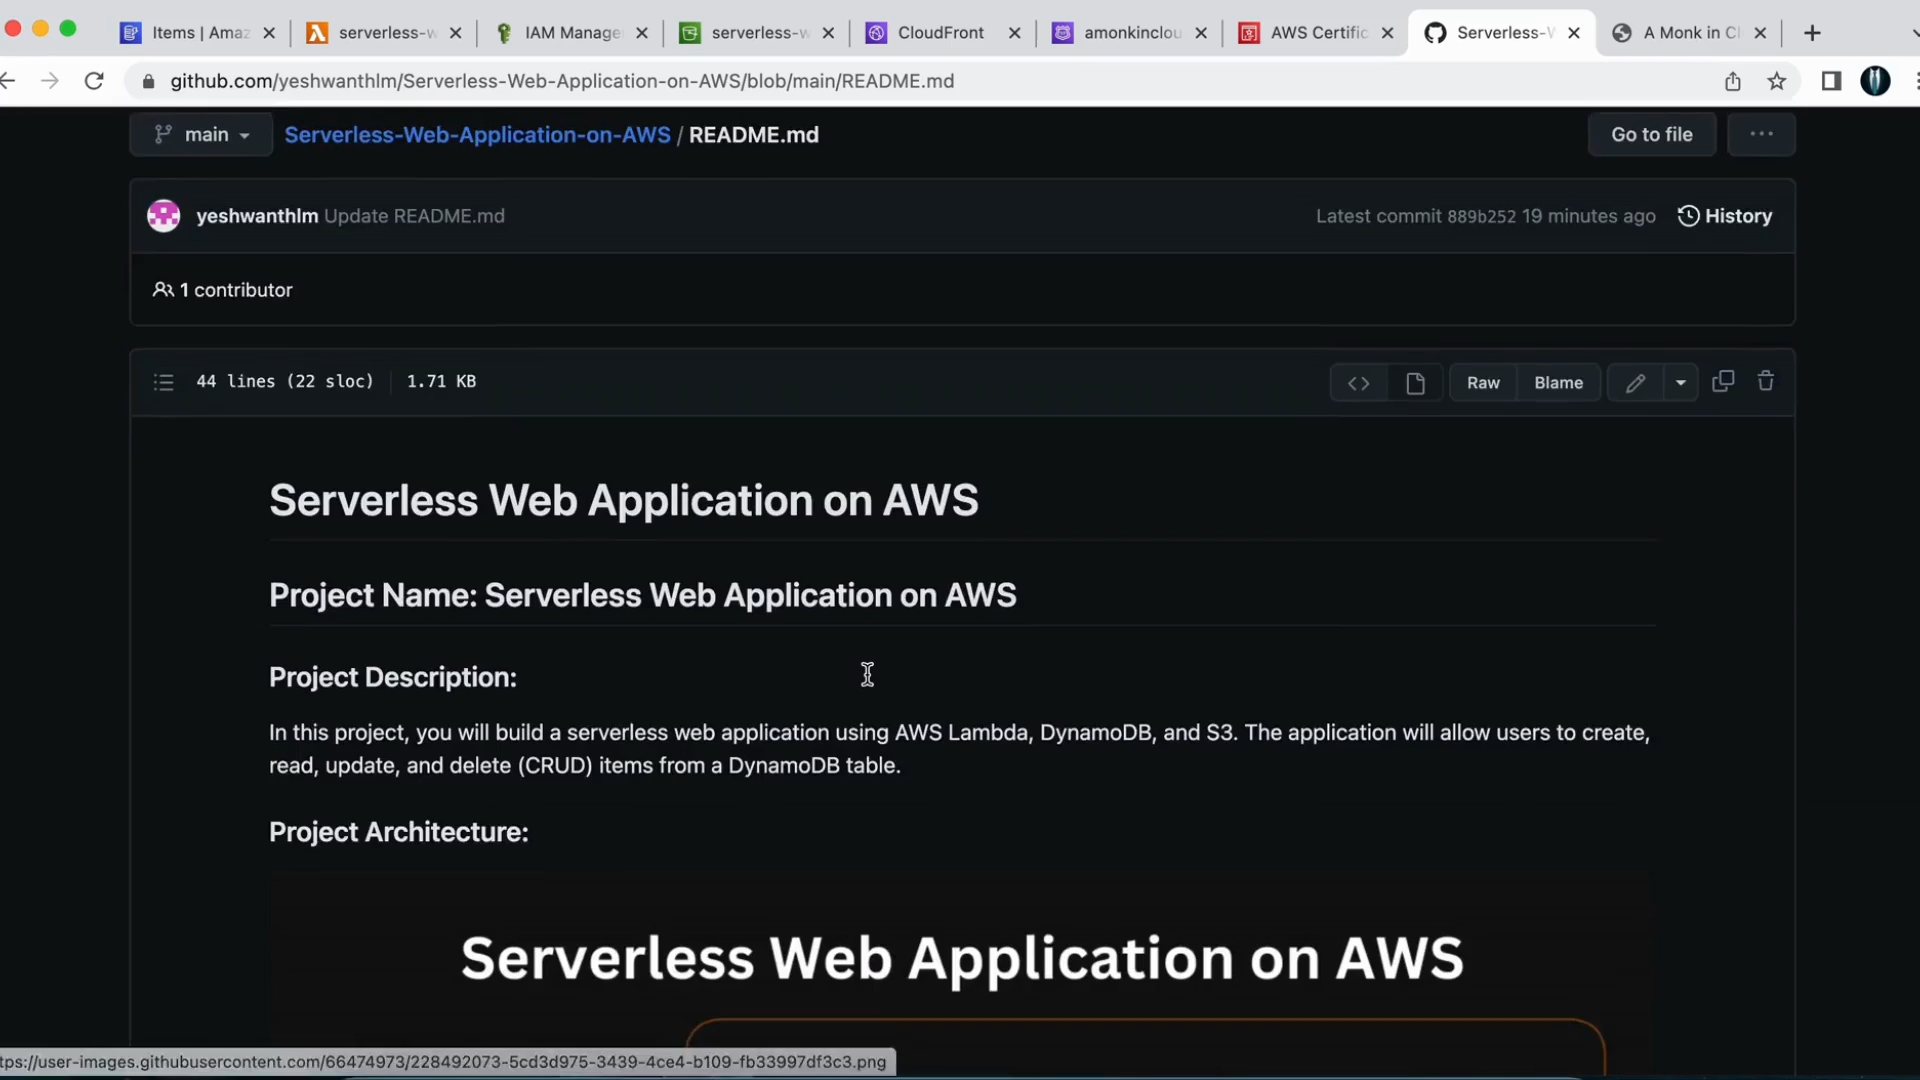 Items | Amaz
serverless-w
IAM Manage
serverless-w
CloudFront
amonkinclou
AWS Certific
Serverless-W
A Monk in Cl
github.com/yeshwanthlm/Serverless-Web-Application-on-AWS/blob/main/README.md
main
Serverless-Web-Application-on-AWS / README.md
Go to file
yeshwanthlm Update README.md
Latest commit 889b252 19 minutes ago
History
1 contributor
44 lines (22 sloc)
1.71 KB
Raw
Blame
Serverless Web Application on AWS
Project Name: Serverless Web Application on AWS
Project Description:
In this project, you will build a serverless web application using AWS Lambda, DynamoDB, and S3. The application will allow users to create,
read, update, and delete (CRUD) items from a DynamoDB table.
Project Architecture:
Serverless Web Application on AWS
tps://user-images.githubusercontent.com/66474973/228492073-5cd3d975-3439-4ce4-b109-fb33997df3c3.png